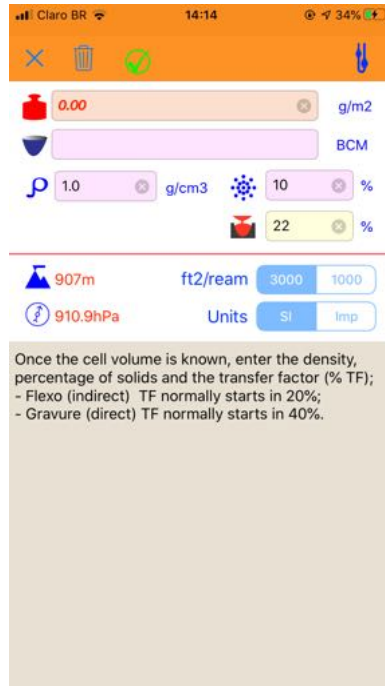 Claro BR 14:14 34%
0.00 g/m2
BCM
1.0 g/cm3 10 %
22 %
907m ft2/ream 3000 1000
910.9hPa Units SI Imp
Once the cell volume is known, enter the density,
percentage of solids and the transfer factor (% TF);
- Flexo (indirect) TF normally starts in 20%;
- Gravure (direct) TF normally starts in 40%.